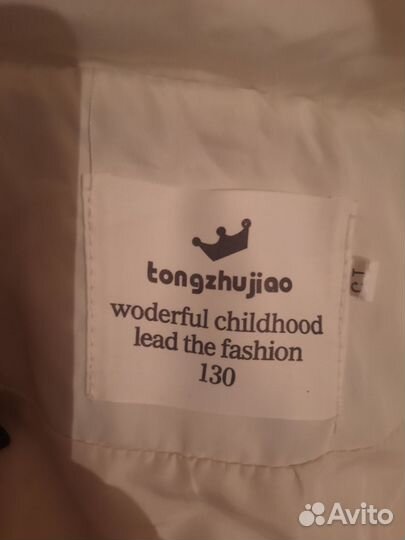 tongzhujiao
woderful childhood
lead the fashion
130
Avito